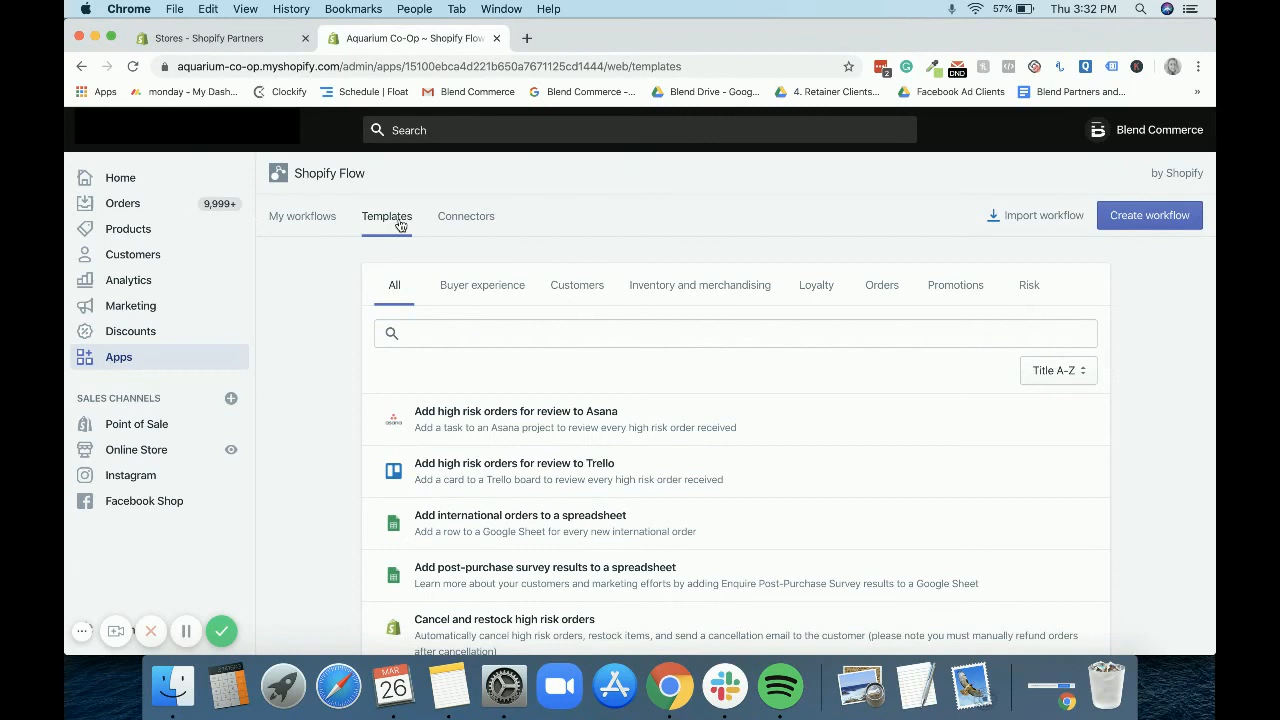 Chrome File Edit View History Bookmarks People Tab Window Help 57% Thu 3:32 PM
Stores - Shopify Partners Aquarium Co-Op ~ Shopify Flow
aquarium-co-op.myshopify.com/admin/apps/15100ebca4d221b650a7671125cd1444/web/templates
Apps monday - My Dash... Clockify Schedule | Float Blend Commerce... Blend Commerce -... Blend Drive - Goog... 4. Retainer Clients... Facebook Ad Clients Blend Partners and... »
Search
Blend Commerce
Shopify Flow
by Shopify
My workflows Templates Connectors Import workflow Create workflow
Home
Orders 9,999+
Products
Customers
Analytics
Marketing
Discounts
Apps
SALES CHANNELS
Point of Sale
Online Store
Instagram
Facebook Shop
All Buyer experience Customers Inventory and merchandising Loyalty Orders Promotions Risk
Title A-Z
Add high risk orders for review to Asana
Add a task to an Asana project to review every high risk order received
Add high risk orders for review to Trello
Add a card to a Trello board to review every high risk order received
Add international orders to a spreadsheet
Add a row to a Google Sheet for every new international order
Add post-purchase survey results to a spreadsheet
Learn more about your customers and marketing efforts by adding Enquire Post-Purchase Survey results to a Google Sheet
Cancel and restock high risk orders
Automatically cancel high risk orders, restock items, and send a cancellation email to the customer (please note you must manually refund orders
after cancellation)
asana
DND
2
MAR
26